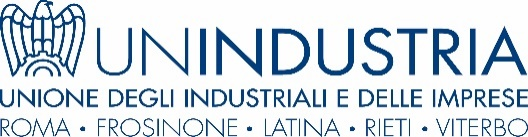 UNINDUSTRIA
UNIONE DEGLI INDUSTRIALI E DELLE IMPRESE
ROMA • FROSINONE • LATINA • RIETI • VITERBO